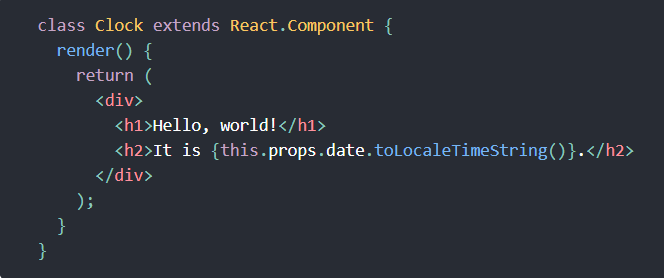 class Clock extends React.Component {
  render() {
    return (
      <div>
        <h1>Hello, world!</h1>
        <h2>It is {this.props.date.toLocaleTimeString()}.</h2>
      </div>
    );
  }
}